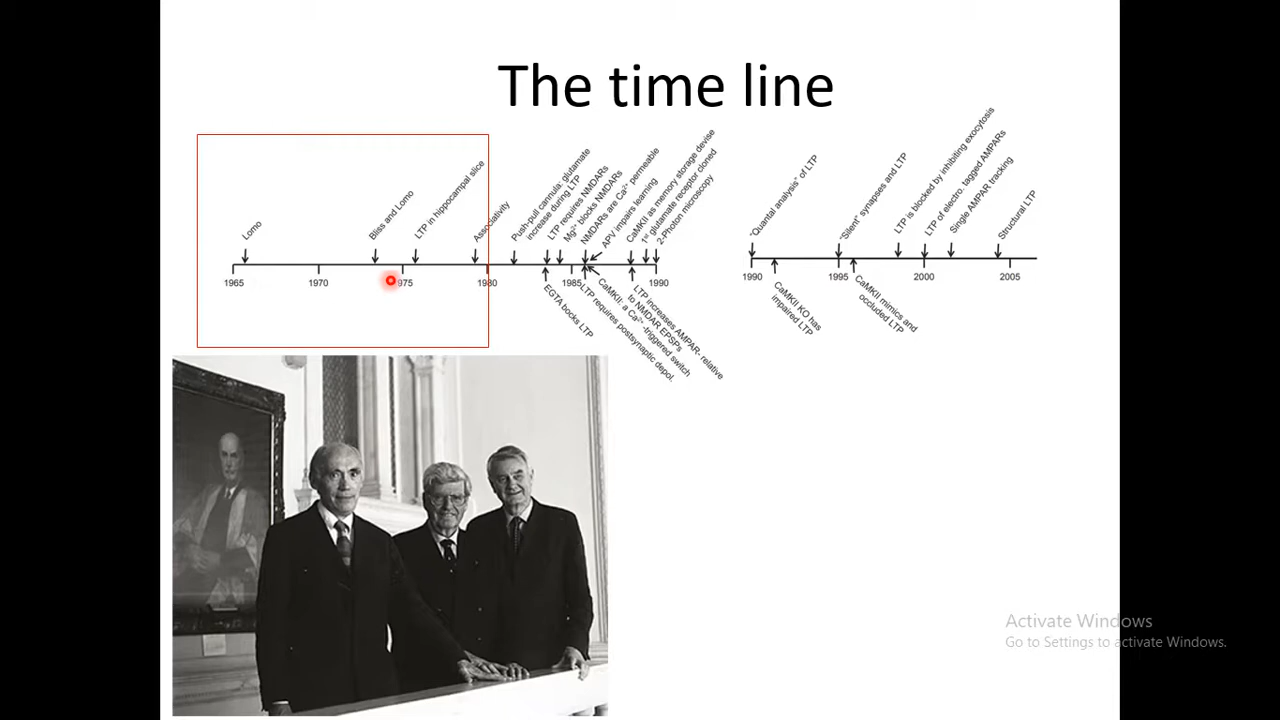 The time line
Lomo
Bliss and Lomo
LTP in hippocampal slice
Associativity
Push-pull cannula: glutamate
increase during LTP
LTP requires NMDARs
Mg²⁺ blocks NMDARs
NMDARs are Ca²⁺ permeable
APV impairs learning
CaMKII as memory storage devise
1st glutamate receptor cloned
2-Photon microscopy
1965
1970
975
1980
1985
1990
EGTA bocks LTP
LTP requires postsynaptic depol.
CaMKII: a Ca²⁺ -triggered switch
LTP increases AMPAR- relative
to NMDAR EPSPs
"Quantal analysis" of LTP
"Silent" synapses and LTP
LTP is blocked by inhibiting exocytosis
LTP of electro. tagged AMPARs
Single AMPAR tracking
Structural LTP
1990
1995
2000
2005
CaMKII KO has
impaired LTP
CaMKII mimics and
occluded LTP
Activate Windows
Go to Settings to activate Windows.